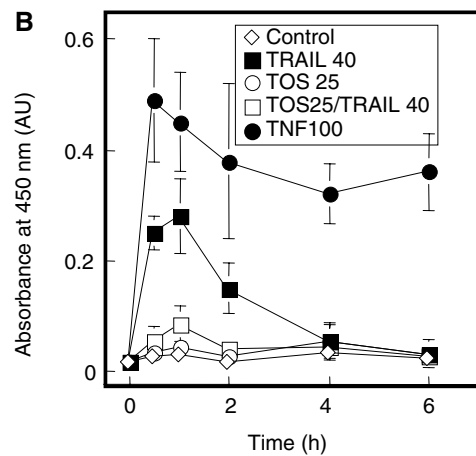 B
0.6
0.4
0.2
0
Absorbance at 450 nm (AU)
Control
TRAIL 40
TOS 25
TOS25/TRAIL 40
TNF100
0
2
4
6
Time (h)